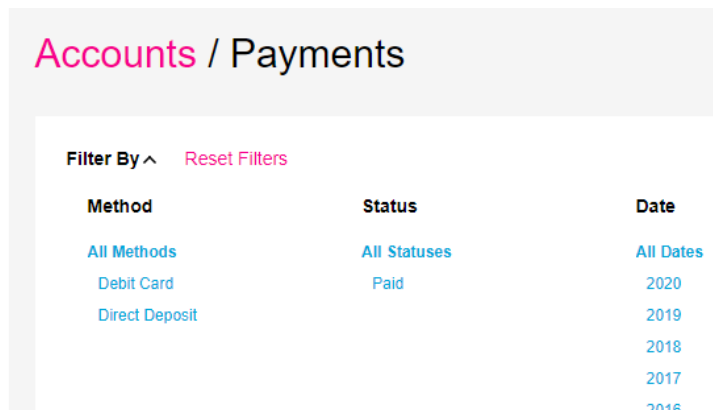 Accounts / Payments
Filter By Reset Filters
Method Status Date
All Methods All Statuses All Dates
Debit Card Paid 2020
Direct Deposit 2019
2018
2017
2016